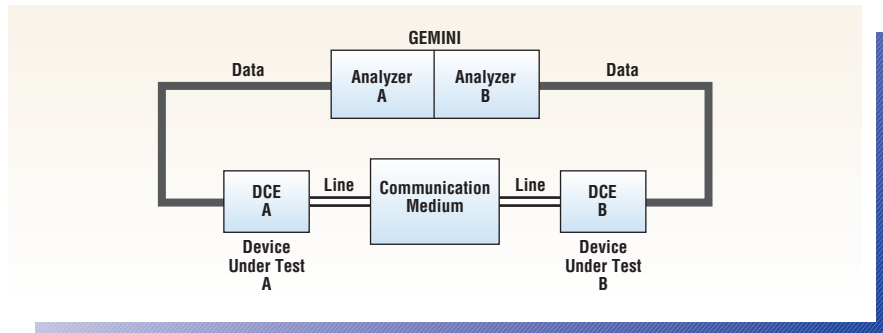 GEMINI
Data
Analyzer
A
Analyzer
B
Data
DCE
A
Line
Communication
Medium
Line
DCE
B
Device
Under Test
A
Device
Under Test
B